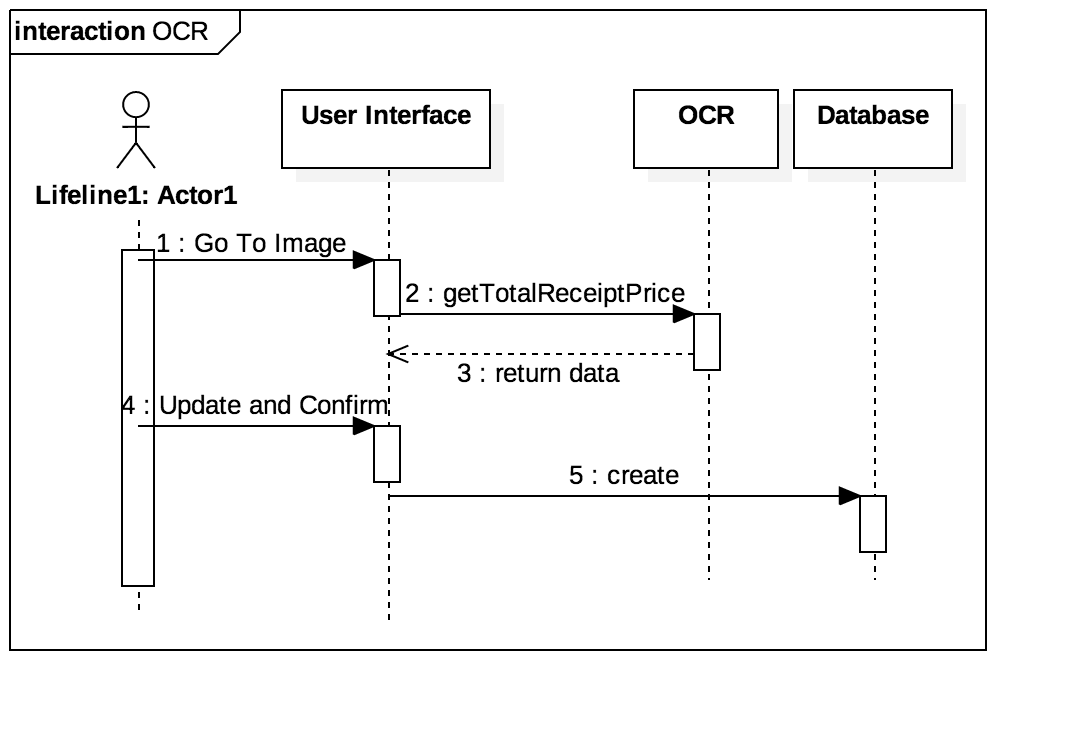 interaction OCR
User Interface
OCR
Database
Lifeline1: Actor1
1 : Go To Image
2 : getTotalReceiptPrice
3 : return data
4 : Update and Confirm
5 : create